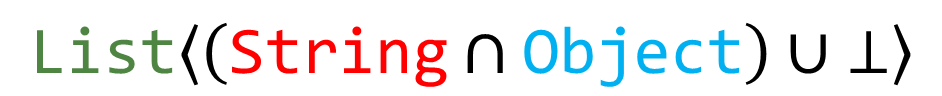 List⟨(String ∩ Object) ∪ ⊥⟩